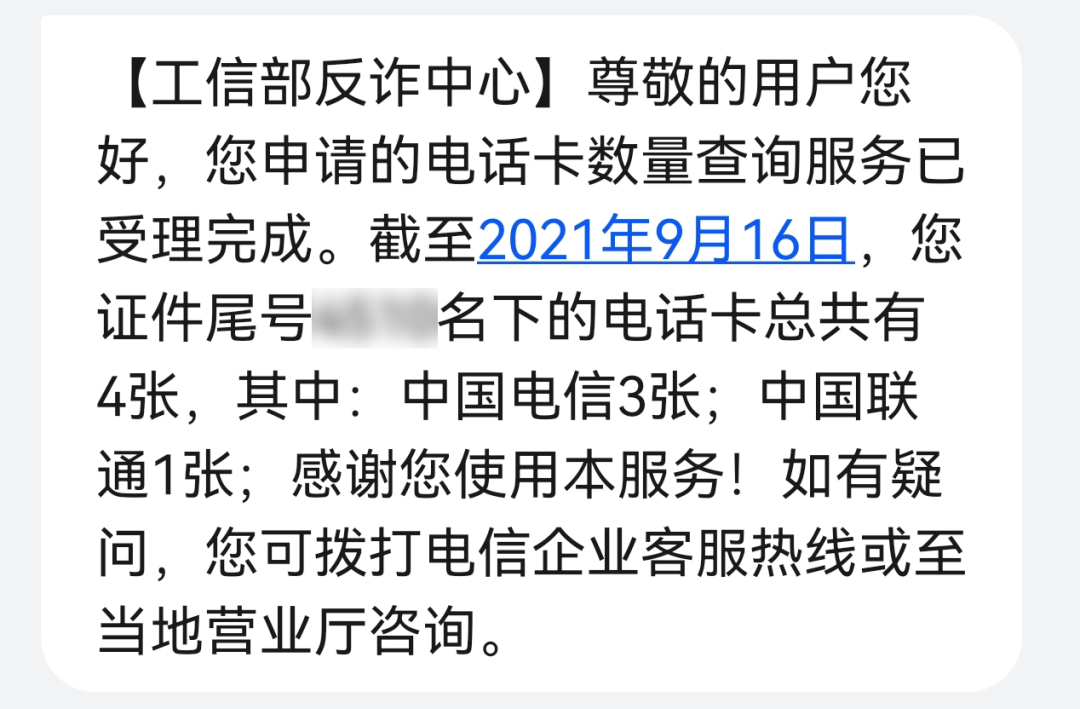 【工信部反诈中心】尊敬的用户您
好，您申请的电话卡数量查询服务已
受理完成。截至2021年9月16日，您
证件尾号名下的电话卡总共有
4张，其中：中国电信3张；中国联
通1张；感谢您使用本服务！如有疑
问，您可拨打电信企业客服热线或至
当地营业厅咨询。